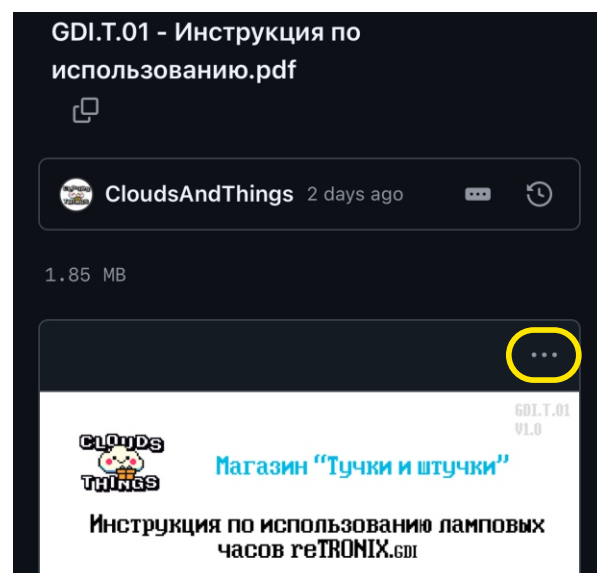 GDI.T.01 - Инструкция по
использованию.pdf
CloudsAndThings 2 days ago
1.85 MB
GDI.T.01
V1.0
CLOUDS
THINGS
Магазин “Тучки и штучки”
Инструкция по использованию ламповых
часов reTRONIX.GDI